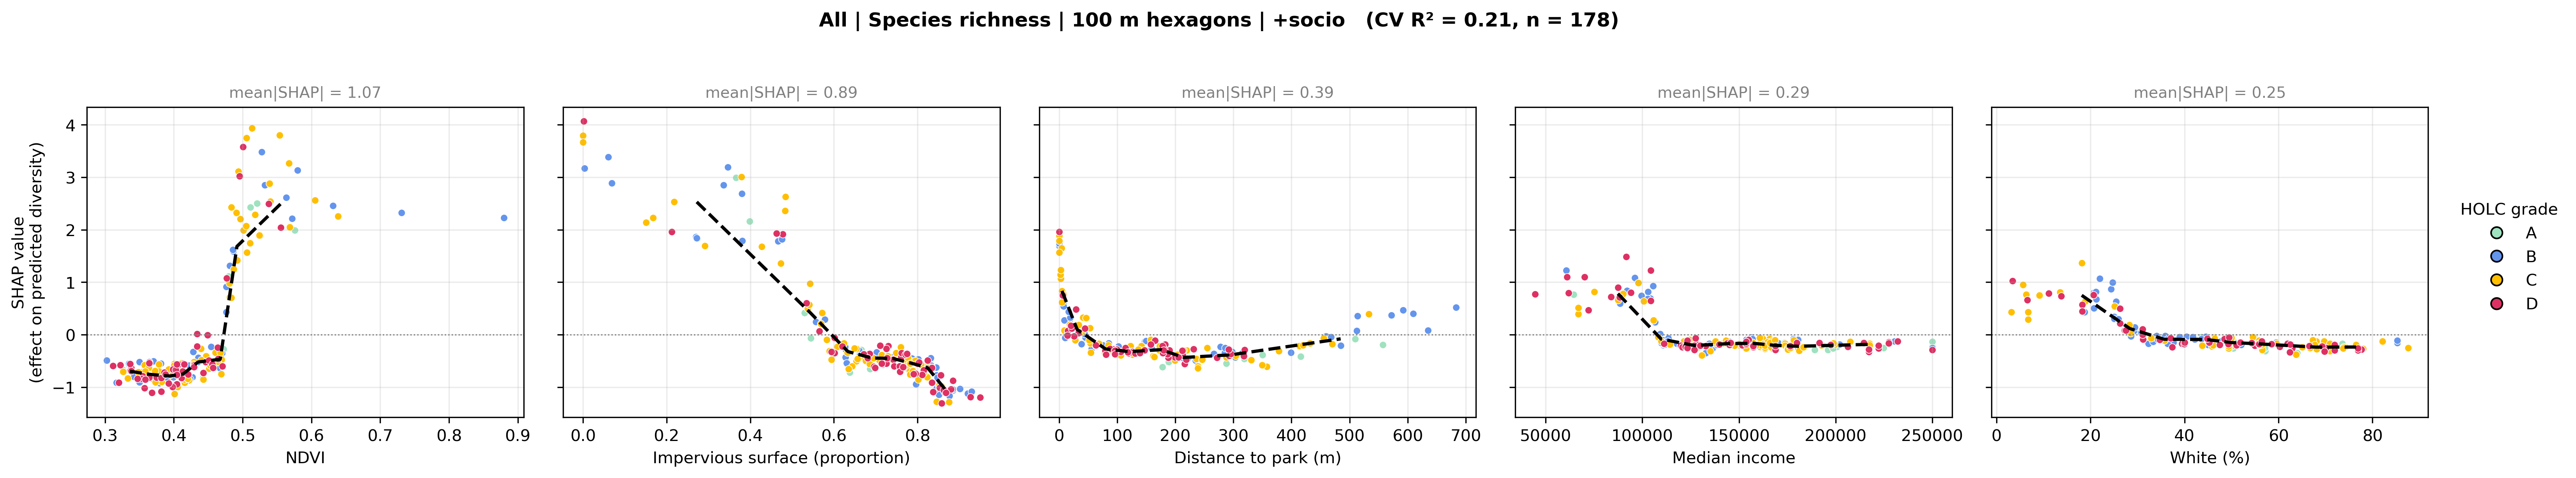 All | Species richness | 100 m hexagons | +socio   (CV R² = 0.21, n = 178)
mean|SHAP| = 1.07
mean|SHAP| = 0.89
mean|SHAP| = 0.39
mean|SHAP| = 0.29
mean|SHAP| = 0.25
SHAP value
(effect on predicted diversity)
4
3
2
1
0
−1
0.3 0.4 0.5 0.6 0.7 0.8 0.9
NDVI
0.0 0.2 0.4 0.6 0.8
Impervious surface (proportion)
0 100 200 300 400 500 600 700
Distance to park (m)
50000 100000 150000 200000 250000
Median income
0 20 40 60 80
White (%)
HOLC grade
A
B
C
D